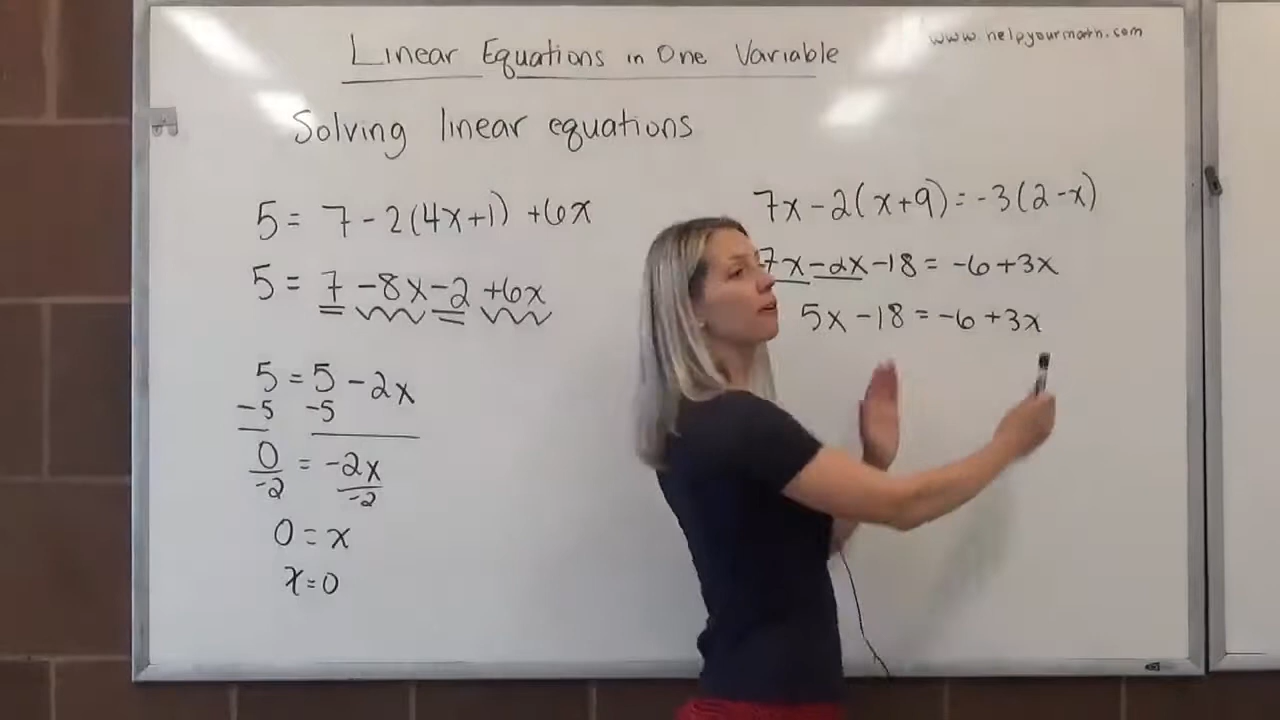 Linear Equations in One Variable
www.helpyourmath.com
Solving linear equations
5 = 7 - 2(4x+1) +6x
5 = 7 -8x -2 +6x
5 = 5 - 2x
-5 -5
0 = -2x
-2 -2
0 = x
x = 0
7x - 2(x+9) = -3(2-x)
7x -2x -18 = -6 +3x
5x -18 = -6 +3x